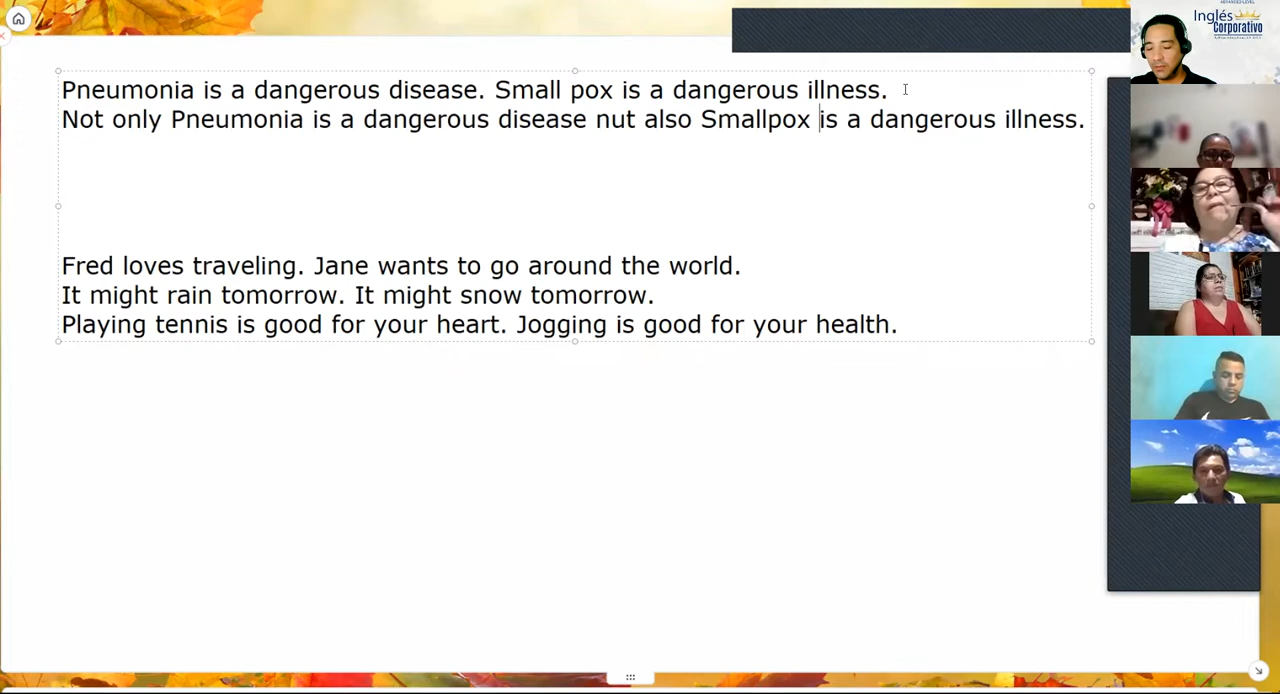 ADVANCED-LEVEL
Inglés
Corporativo
Pneumonia is a dangerous disease. Small pox is a dangerous illness.
Not only Pneumonia is a dangerous disease nut also Smallpox is a dangerous illness.
Fred loves traveling. Jane wants to go around the world.
It might rain tomorrow. It might snow tomorrow.
Playing tennis is good for your heart. Jogging is good for your health.